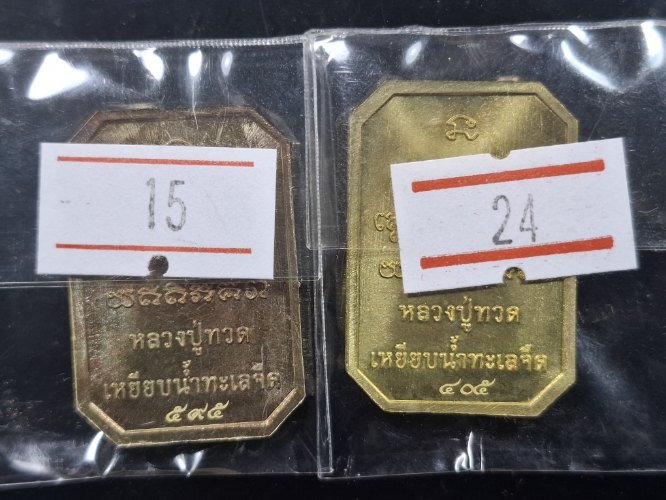 15
หลวงปู่ทวด
เหยียบน้ำทะเลจืด
๕๙๕
24
หลวงปู่ทวด
เหยียบน้ำทะเลจืด
๔๐๕